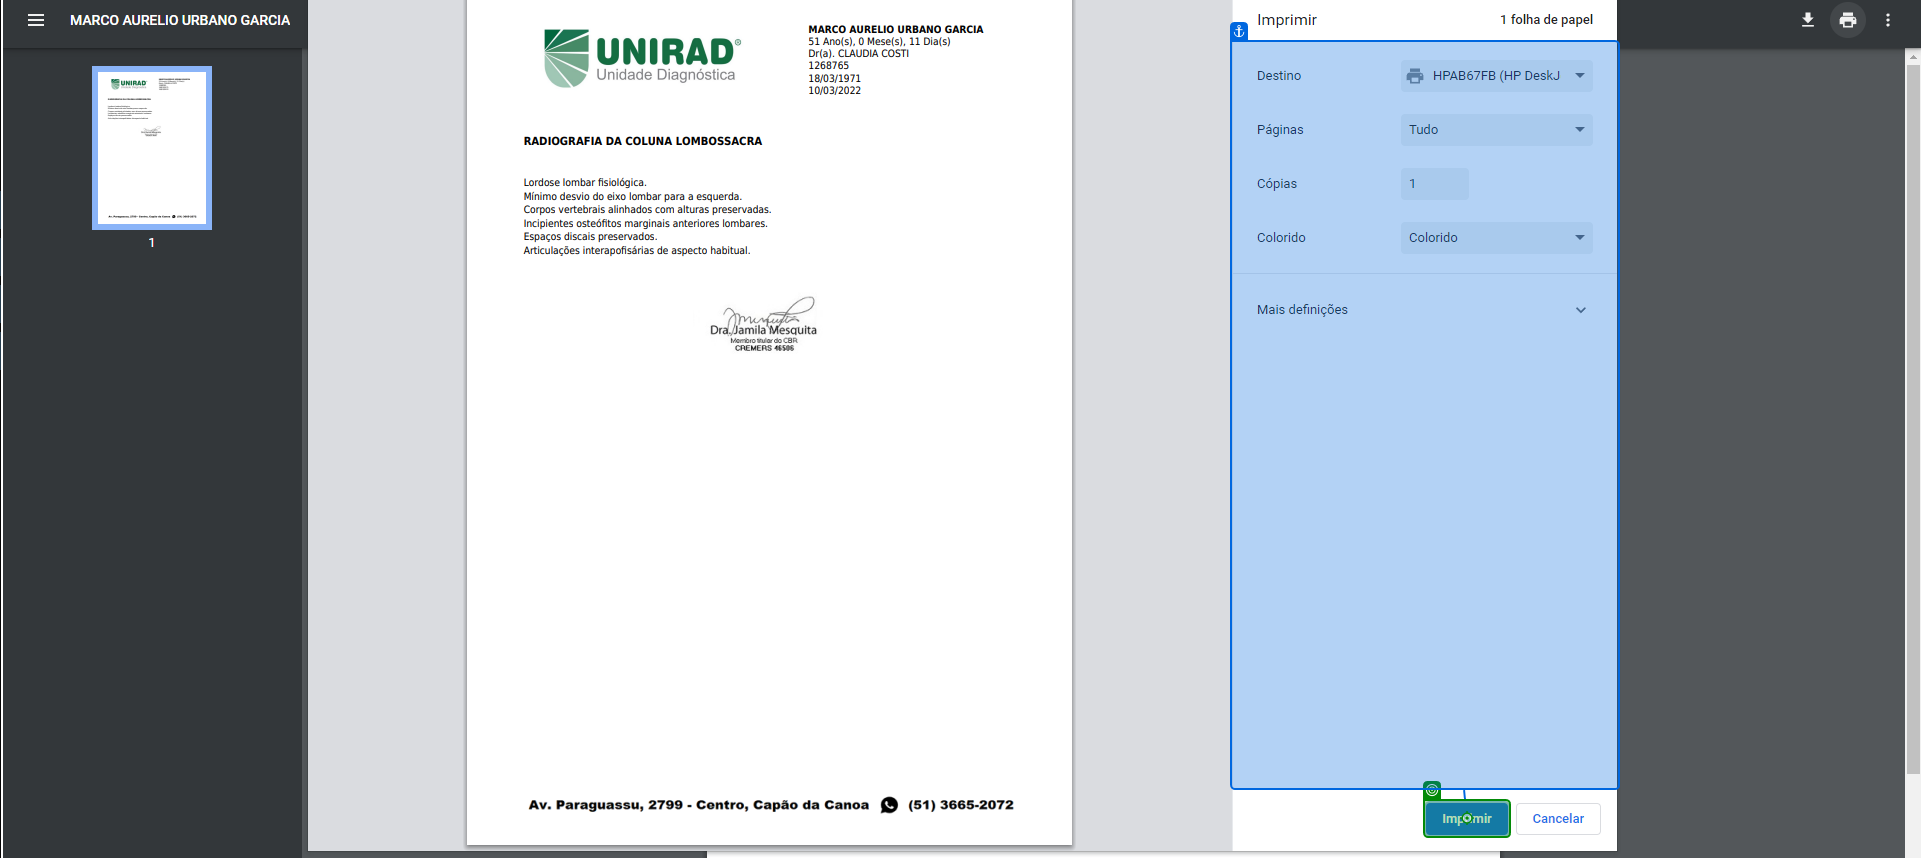 MARCO AURELIO URBANO GARCIA
1
UNIRAD®
Unidade Diagnóstica
MARCO AURELIO URBANO GARCIA
51 Ano(s), 0 Mese(s), 11 Dia(s)
Dr(a). CLAUDIA COSTI
1268765
18/03/1971
10/03/2022
RADIOGRAFIA DA COLUNA LOMBOSSACRA
Lordose lombar fisiológica.
Mínimo desvio do eixo lombar para a esquerda.
Corpos vertebrais alinhados com alturas preservadas.
Incipientes osteófitos marginais anteriores lombares.
Espaços discais preservados.
Articulações interapofisárias de aspecto habitual.
Dra. Jamila Mesquita
Membro titular do CBR
CREMERS 46506
Av. Paraguassu, 2799 - Centro, Capão da Canoa (51) 3665-2072
Imprimir 1 folha de papel
Destino HPAB67FB (HP DeskJ
Páginas Tudo
Cópias 1
Colorido Colorido
Mais definições
Imprimir Cancelar